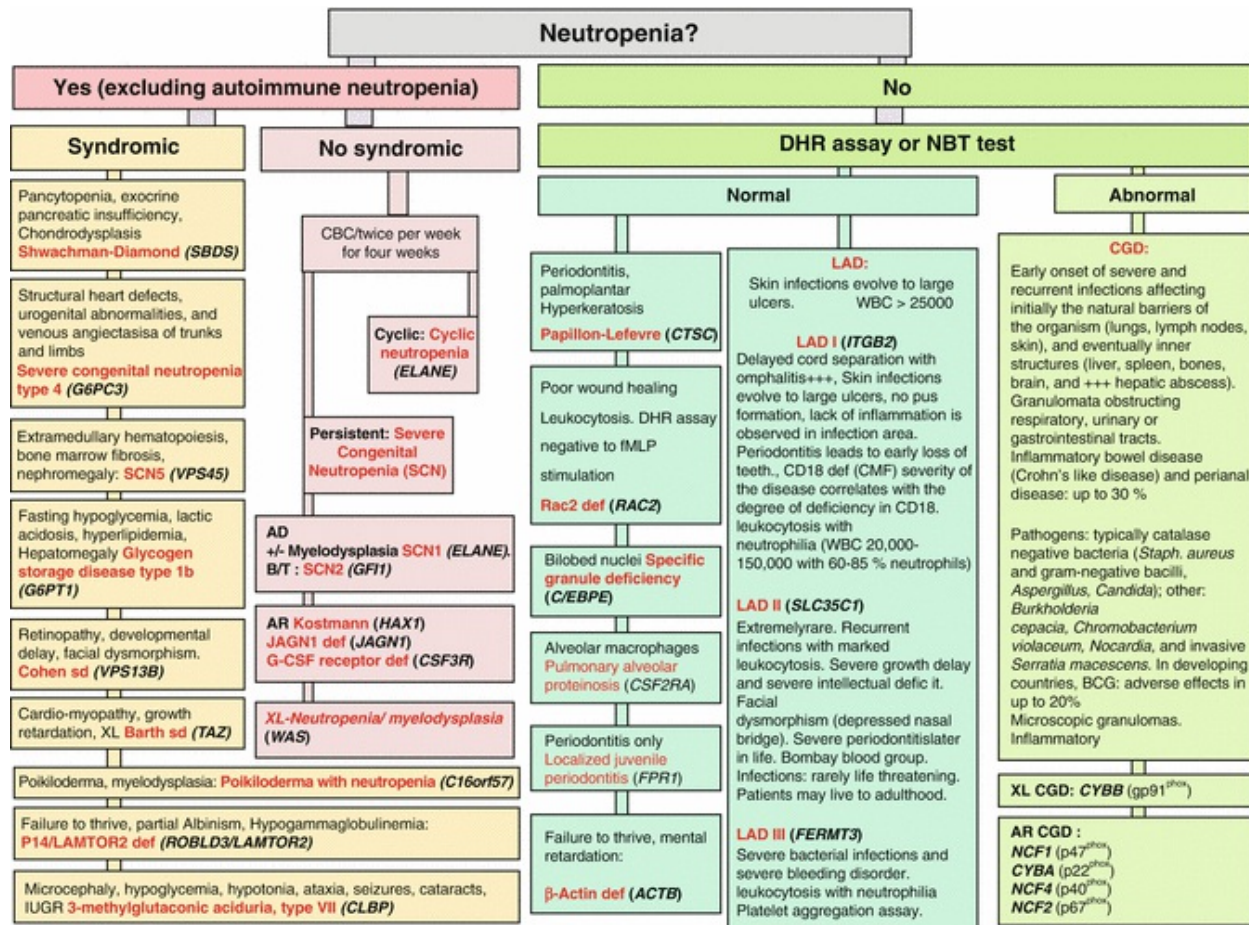 Neutropenia?
Yes (excluding autoimmune neutropenia)
No
Syndromic
No syndromic
DHR assay or NBT test
Normal
Abnormal
Pancytopenia, exocrine
pancreatic insufficiency,
Chondrodysplasia
Shwachman-Diamond (SBDS)
Structural heart defects,
urogenital abnormalities, and
venous angiectasisa of trunks
and limbs
Severe congenital neutropenia
type 4 (G6PC3)
Extramedullary hematopoiesis,
bone marrow fibrosis,
nephromegaly: SCN5 (VPS45)
Fasting hypoglycemia, lactic
acidosis, hyperlipidemia,
Hepatomegaly Glycogen
storage disease type 1b
(G6PT1)
Retinopathy, developmental
delay, facial dysmorphism.
Cohen sd (VPS13B)
Cardio-myopathy, growth
retardation, XL Barth sd (TAZ)
Poikiloderma, myelodysplasia: Poikiloderma with neutropenia (C16orf57)
Failure to thrive, partial Albinism, Hypogammaglobulinemia:
P14/LAMTOR2 def (ROBLD3/LAMTOR2)
Microcephaly, hypoglycemia, hypotonia, ataxia, seizures, cataracts,
IUGR 3-methylglutaconic aciduria, type VII (CLBP)
CBC/twice per week
for four weeks
Cyclic: Cyclic
neutropenia
(ELANE)
Persistent: Severe
Congenital
Neutropenia (SCN)
AD
+/- Myelodysplasia SCN1 (ELANE).
B/T : SCN2 (GFI1)
AR Kostmann (HAX1)
JAGN1 def (JAGN1)
G-CSF receptor def (CSF3R)
XL-Neutropenia/ myelodysplasia
(WAS)
Periodontitis,
palmoplantar
Hyperkeratosis
Papillon-Lefevre (CTSC)
Poor wound healing
Leukocytosis. DHR assay
negative to fMLP
stimulation
Rac2 def (RAC2)
Bilobed nuclei Specific
granule deficiency
(C/EBPE)
Alveolar macrophages
Pulmonary alveolar
proteinosis (CSF2RA)
Periodontitis only
Localized juvenile
periodontitis (FPR1)
Failure to thrive, mental
retardation:
β-Actin def (ACTB)
LAD:
Skin infections evolve to large
ulcers. WBC > 25000
LAD I (ITGB2)
Delayed cord separation with
omphalitis+++, Skin infections
evolve to large ulcers, no pus
formation, lack of inflammation is
observed in infection area.
Periodontitis leads to early loss of
teeth., CD18 def (CMF) severity of
the disease correlates with the
degree of deficiency in CD18.
leukocytosis with
neutrophilia (WBC 20,000-
150,000 with 60-85 % neutrophils)
LAD II (SLC35C1)
Extremelyrare. Recurrent
infections with marked
leukocytosis. Severe growth delay
and severe intellectual defic it.
Facial
dysmorphism (depressed nasal
bridge). Severe periodontitislater
in life. Bombay blood group.
Infections: rarely life threatening.
Patients may live to adulthood.
LAD III (FERMT3)
Severe bacterial infections and
severe bleeding disorder.
leukocytosis with neutrophilia
Platelet aggregation assay.
CGD:
Early onset of severe and
recurrent infections affecting
initially the natural barriers of
the organism (lungs, lymph nodes,
skin), and eventually inner
structures (liver, spleen, bones,
brain, and +++ hepatic abscess).
Granulomata obstructing
respiratory, urinary or
gastrointestinal tracts.
Inflammatory bowel disease
(Crohn's like disease) and perianal
disease: up to 30 %
Pathogens: typically catalase
negative bacteria (Staph. aureus
and gram-negative bacilli,
Aspergillus, Candida); other:
Burkholderia
cepacia, Chromobacterium
violaceum, Nocardia, and invasive
Serratia macescens. In developing
countries, BCG: adverse effects in
up to 20%
Microscopic granulomas.
Inflammatory
XL CGD: CYBB (gp91phox)
AR CGD :
NCF1 (p47phox)
CYBA (p22phox)
NCF4 (p40phox)
NCF2 (p67phox)